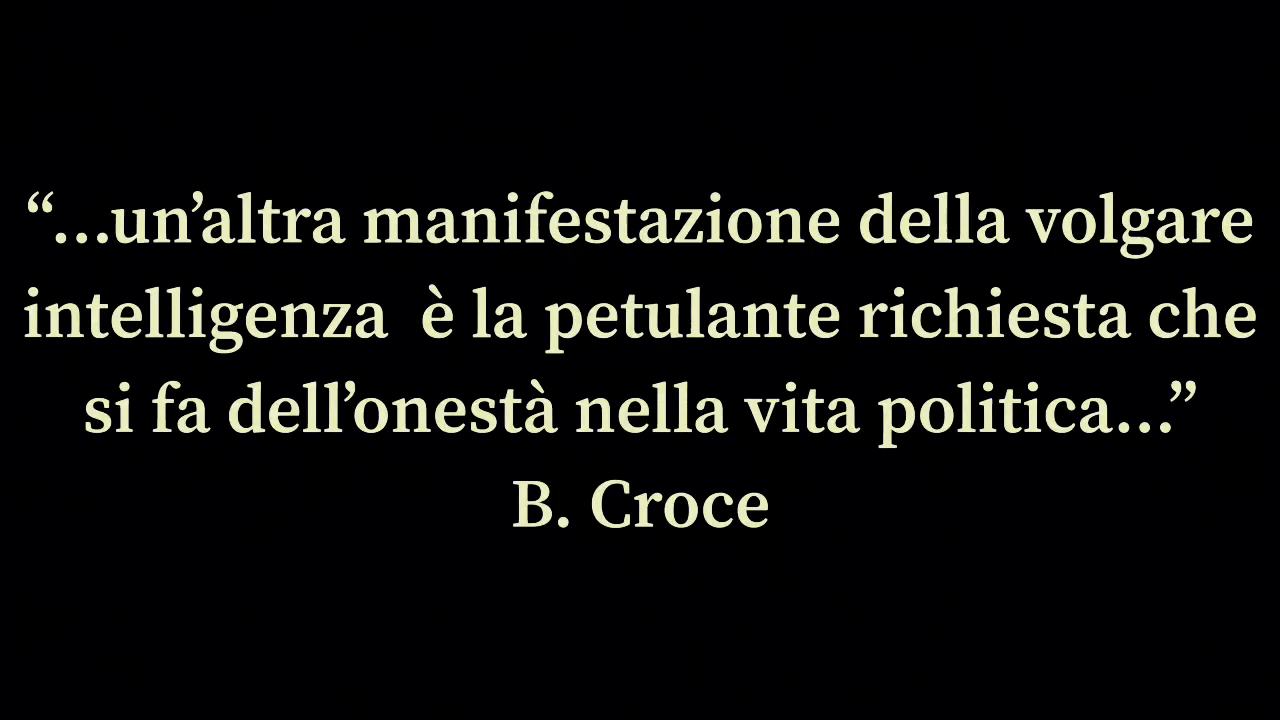 “...un’altra manifestazione della volgare
intelligenza  è la petulante richiesta che
si fa dell’onestà nella vita politica...”
B. Croce